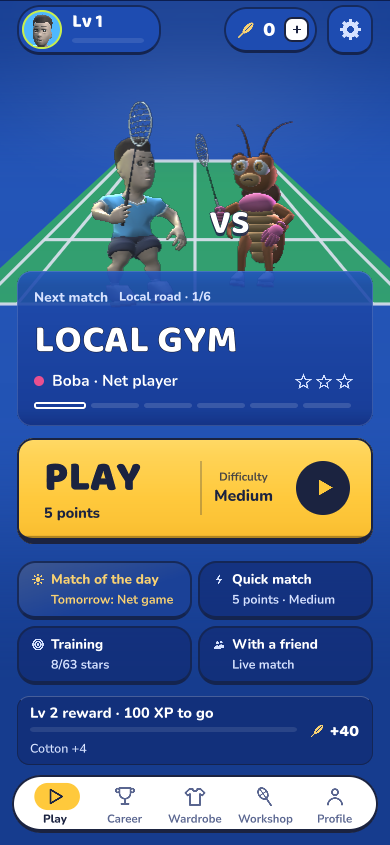 Lv 1
0
+
VS
Next match Local road · 1/6
LOCAL GYM
Boba · Net player
PLAY
5 points
Difficulty
Medium
Match of the day
Tomorrow: Net game
Quick match
5 points · Medium
Training
8/63 stars
With a friend
Live match
Lv 2 reward · 100 XP to go
+40
Cotton +4
Play
Career
Wardrobe
Workshop
Profile